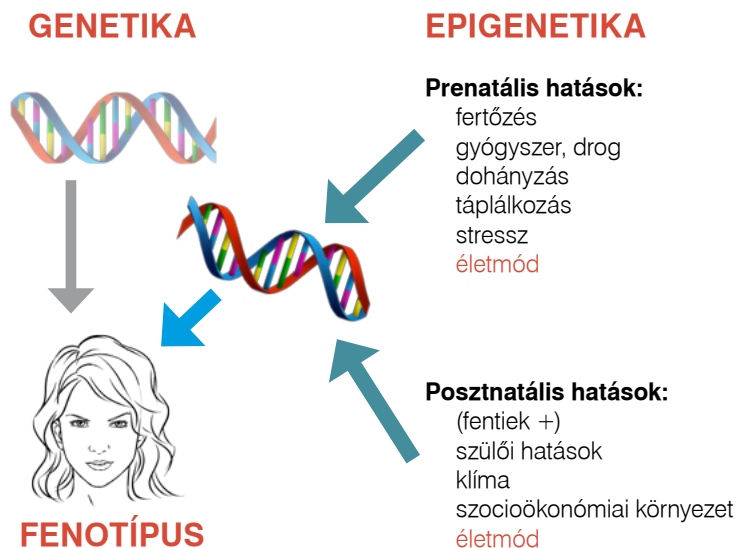 GENETIKA
EPIGENETIKA
Prenatális hatások:
fertőzés
gyógyszer, drog
dohányzás
táplálkozás
stressz
életmód
Posztnatális hatások:
(fentiek +)
szülői hatások
klíma
szocioökonómiai környezet
életmód
FENOTÍPUS